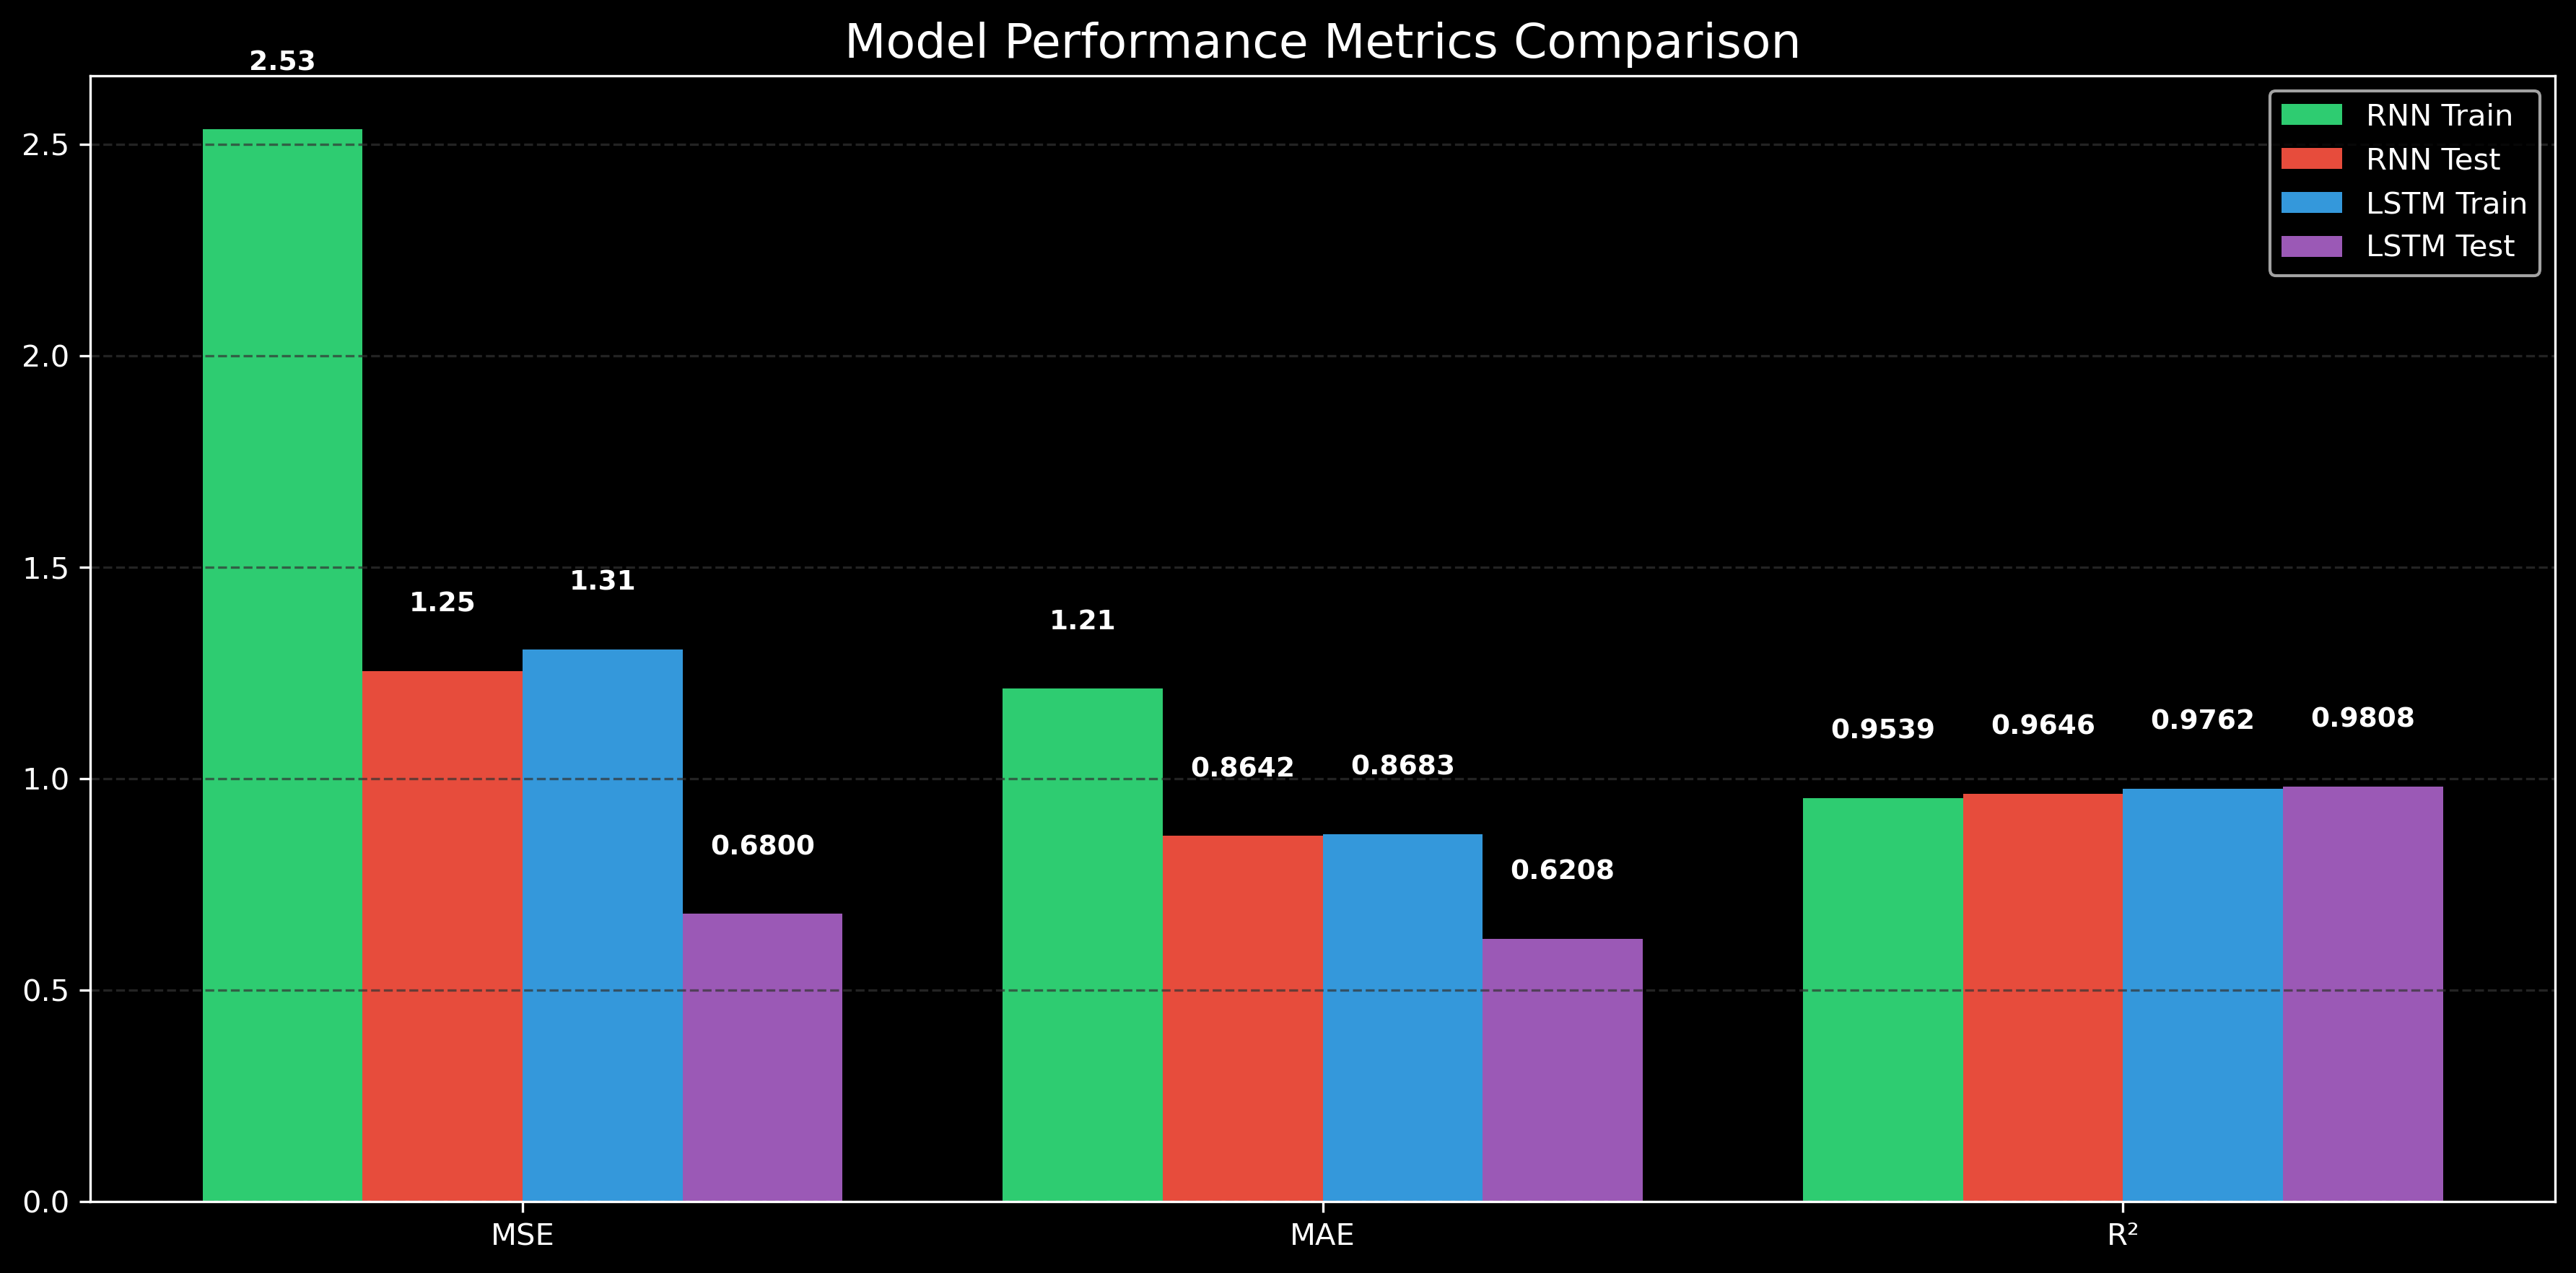 Model Performance Metrics Comparison
2.53
2.5
2.0
1.5
1.0
0.5
0.0
1.25
1.31
0.6800
1.21
0.8642
0.8683
0.6208
0.9539
0.9646
0.9762
0.9808
RNN Train
RNN Test
LSTM Train
LSTM Test
MSE
MAE
R²